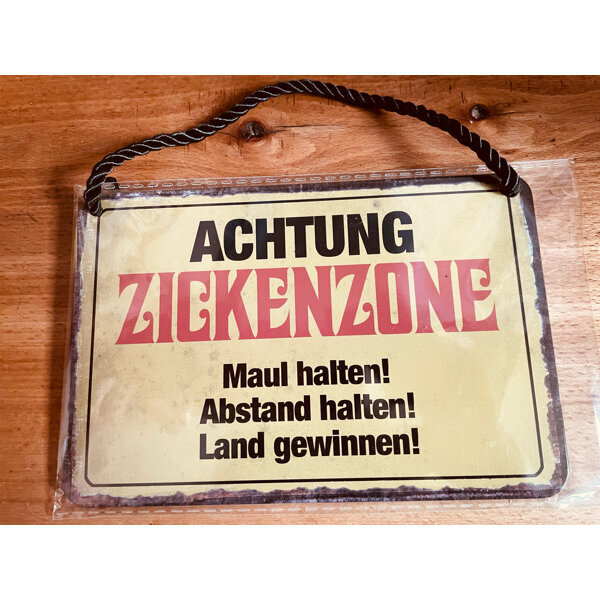 ACHTUNG
ZICKENZONE
Maul halten!
Abstand halten!
Land gewinnen!